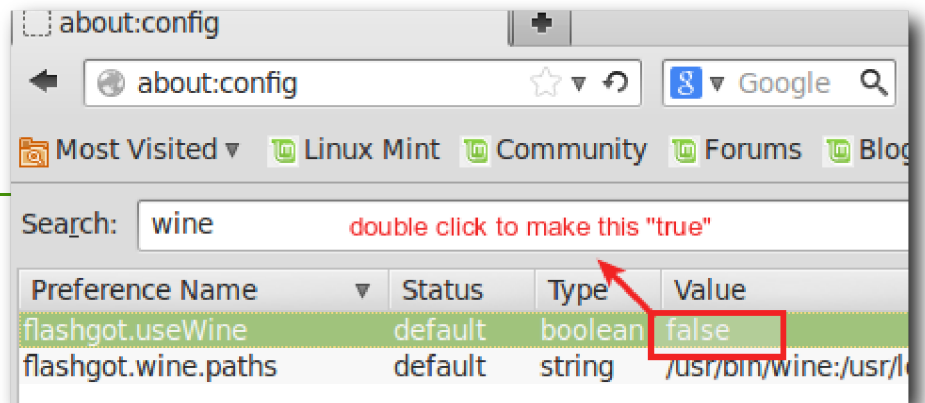 about:config
about:config
8 Google
Most Visited Linux Mint Community Forums Blog
Search: wine double click to make this "true"
Preference Name Status Type Value
flashgot.useWine default boolean false
flashgot.wine.paths default string /usr/bin/wine:/usr/l